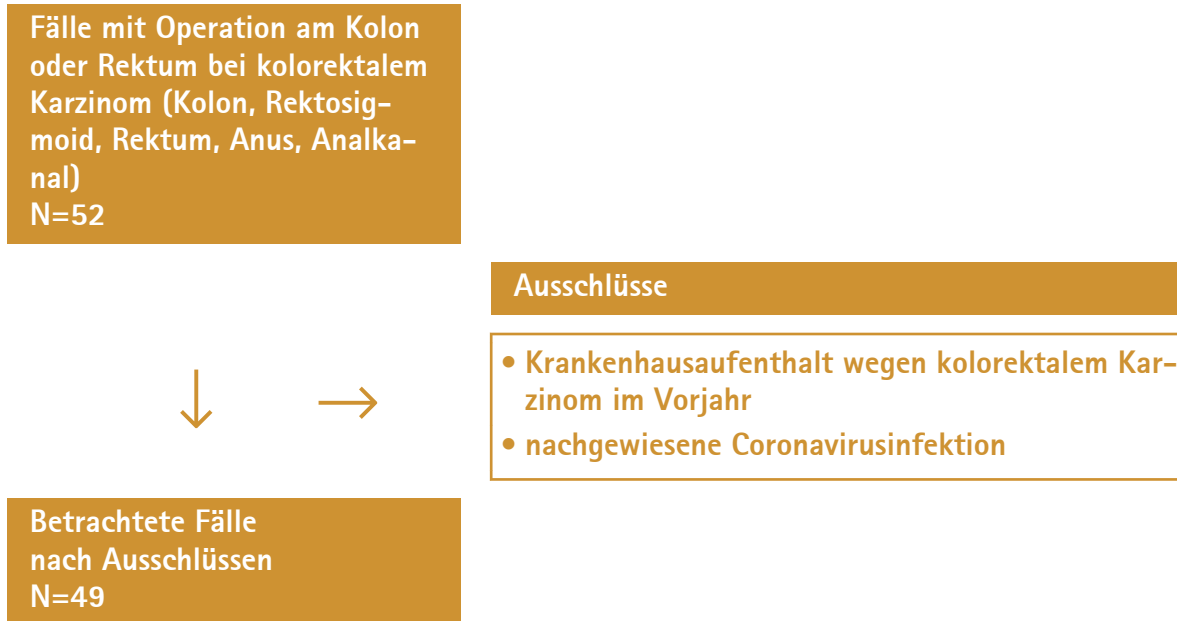 Fälle mit Operation am Kolon
oder Rektum bei kolorektalem
Karzinom (Kolon, Rektosig-
moid, Rektum, Anus, Analka-
nal)
N=52
Ausschlüsse
• Krankenhausaufenthalt wegen kolorektalem Kar-
zinom im Vorjahr
• nachgewiesene Coronavirusinfektion
Betrachtete Fälle
nach Ausschlüssen
N=49